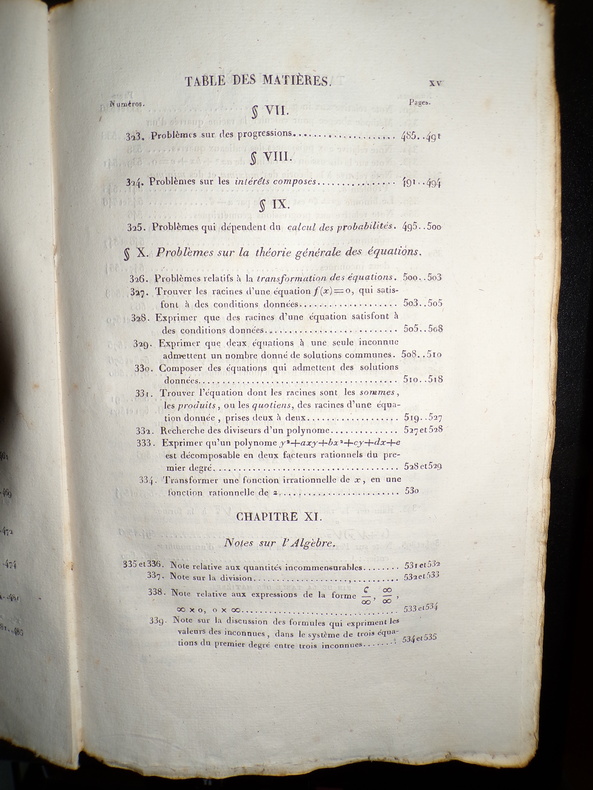 TABLE DES MATIÈRES. xv
Numéros. Pages.
§ VII.
323. Problèmes sur des progressions.................... 485..491
§ VIII.
324. Problèmes sur les intérêts composés............... 491..494
§ IX.
325. Problèmes qui dépendent du calcul des probabilités. 495..500
§ X. Problèmes sur la théorie générale des équations.
326. Problèmes relatifs à la transformation des équations. 500..503
327. Trouver les racines d'une équation f(x)=0, qui satis-
font à des conditions données................... 503..505
328. Exprimer que des racines d'une équation satisfont à
des conditions données.......................... 505..508
329. Exprimer que deux équations à une seule inconnue
admettent un nombre donné de solutions communes. 508..510
330. Composer des équations qui admettent des solutions
données...................................... 510..518
331. Trouver l'équation dont les racines sont les sommes,
les produits, ou les quotiens, des racines d'une équa-
tion donnée, prises deux à deux.................. 519..527
332. Recherche des diviseurs d'un polynome.............. 527 et 528
333. Exprimer qu'un polynome y²+axy+bx²+cy+dx+e
est décomposable en deux facteurs rationnels du pre-
mier degré................................... 528 et 529
334. Transformer une fonction irrationnelle de x, en une
fonction rationnelle de z....................... 530
CHAPITRE XI.
Notes sur l'Algèbre.
335 et 336. Note relative aux quantités incommensurables........ 531 et 532
337. Note sur la division............................ 532 et 533
338. Note relative aux expressions de la forme C/∞, ∞/∞,
∞ × 0, 0 × ∞................................ 533 et 534
339. Note sur la discussion des formules qui expriment les
valeurs des inconnues, dans le système de trois équa-
tions du premier degré entre trois inconnues........ 534 et 535